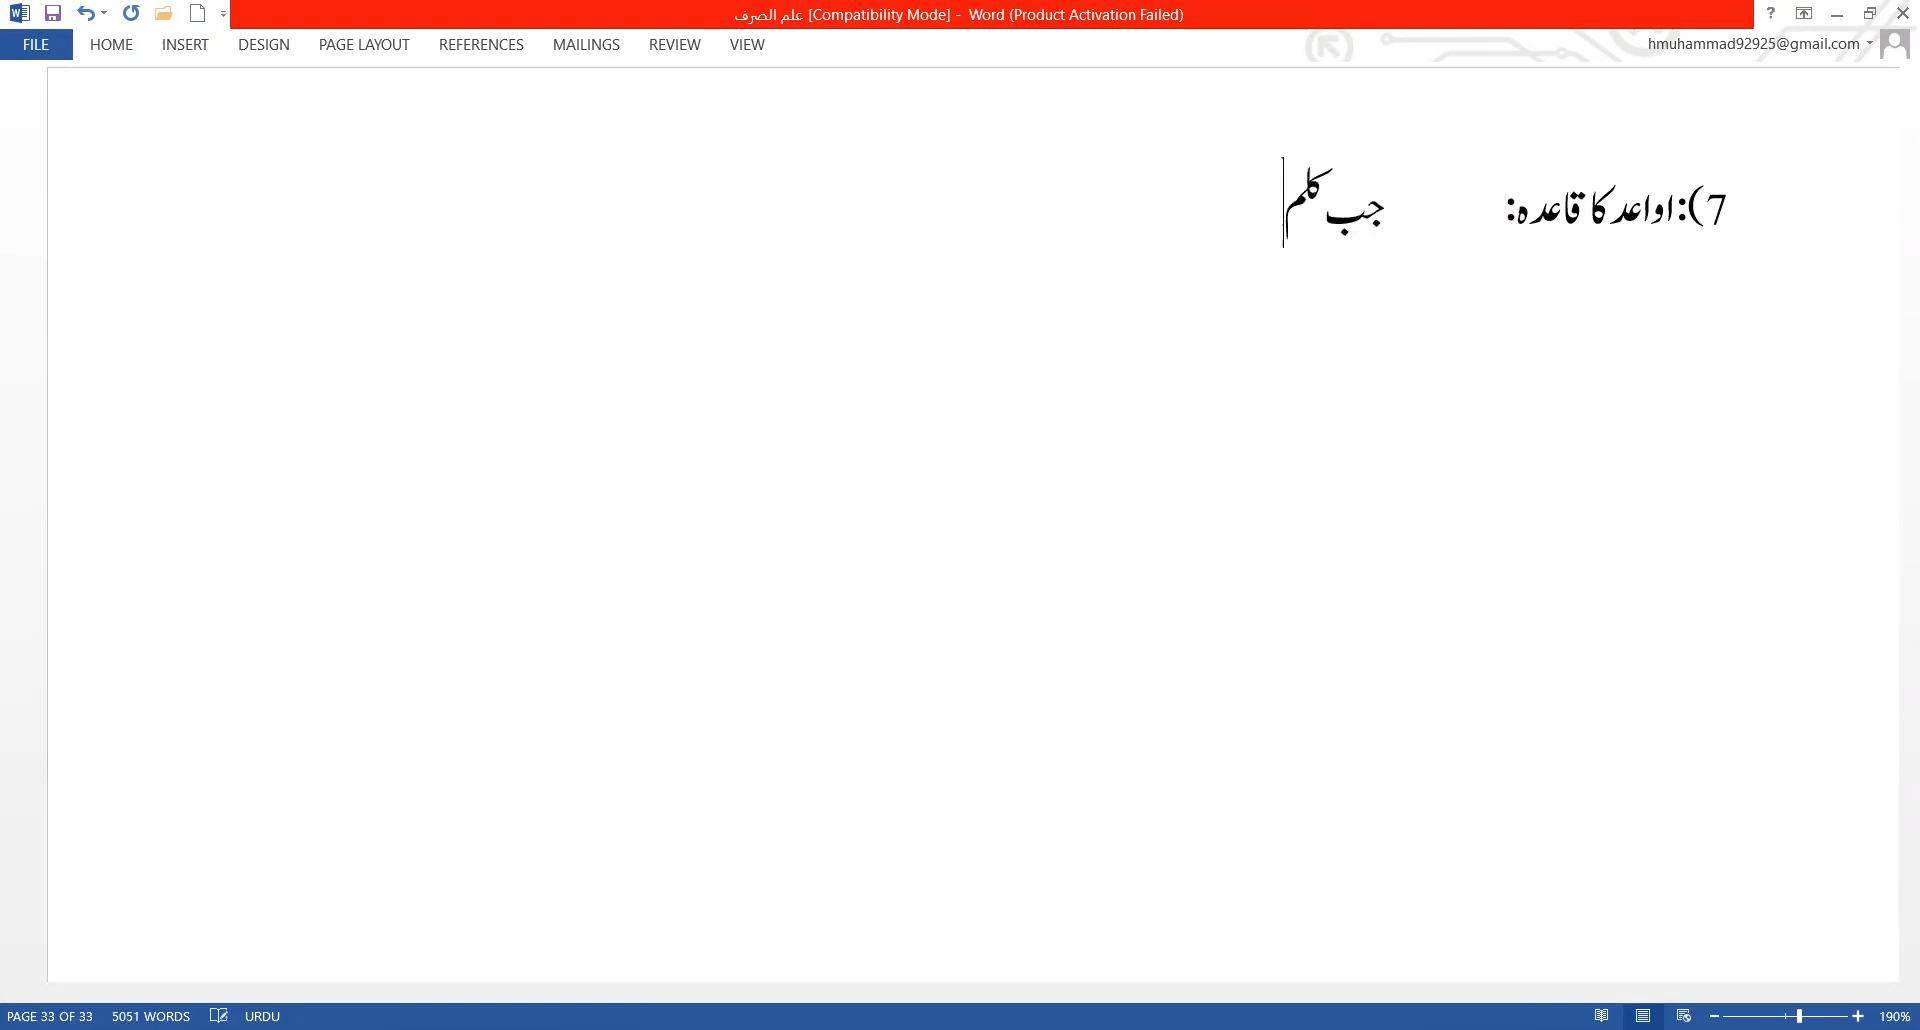 علم الصرف [Compatibility Mode] - Word (Product Activation Failed)
?
FILE HOME INSERT DESIGN PAGE LAYOUT REFERENCES MAILINGS REVIEW VIEW
hmuhammad92925@gmail.com
7):اواعد کا قاعدہ: جب کلم
PAGE 33 OF 33 5051 WORDS URDU
190%